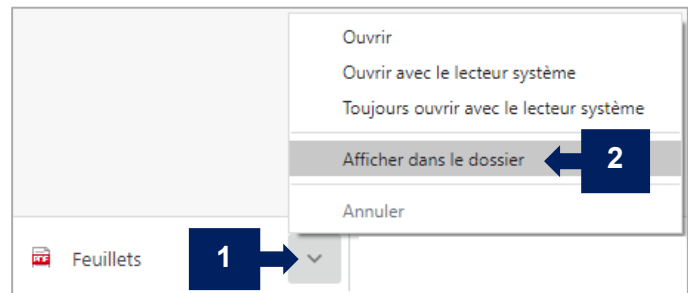 Ouvrir
Ouvrir avec le lecteur système
Toujours ouvrir avec le lecteur système
Afficher dans le dossier
2
Annuler
PDF
Feuillets
1